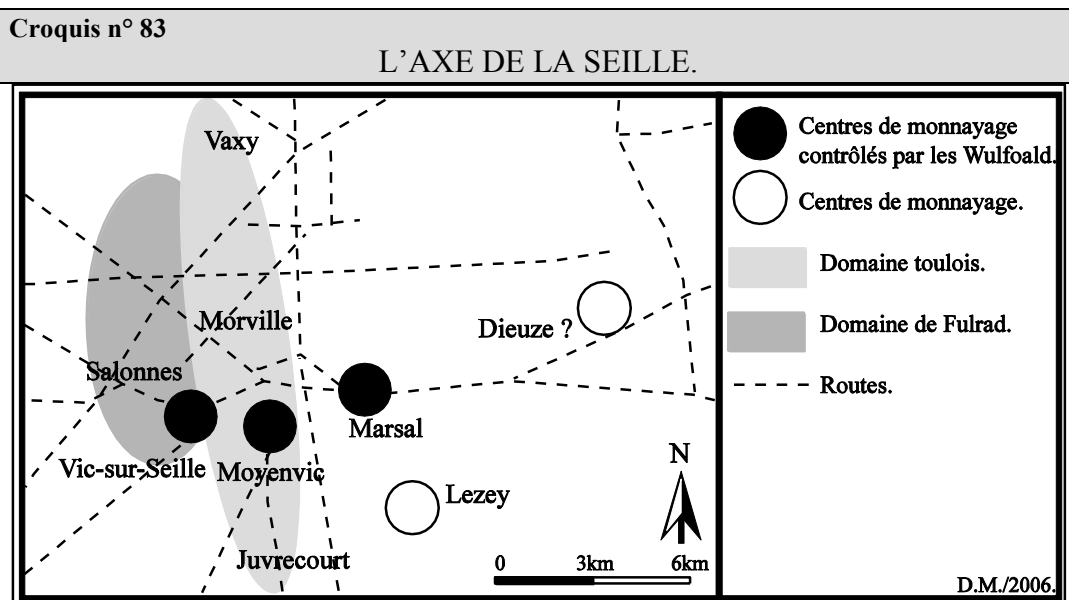 Croquis n° 83
L'AXE DE LA SEILLE.
Vaxy
Morville
Dieuze ?
Salonnes
Marsal
Vic-sur-Seille
Moyenvic
Lezey
Juvrecourt
N
0 3km 6km
Centres de monnayage
contrôlés par les Wulfoald.
Centres de monnayage.
Domaine toulois.
Domaine de Fulrad.
Routes.
D.M./2006.